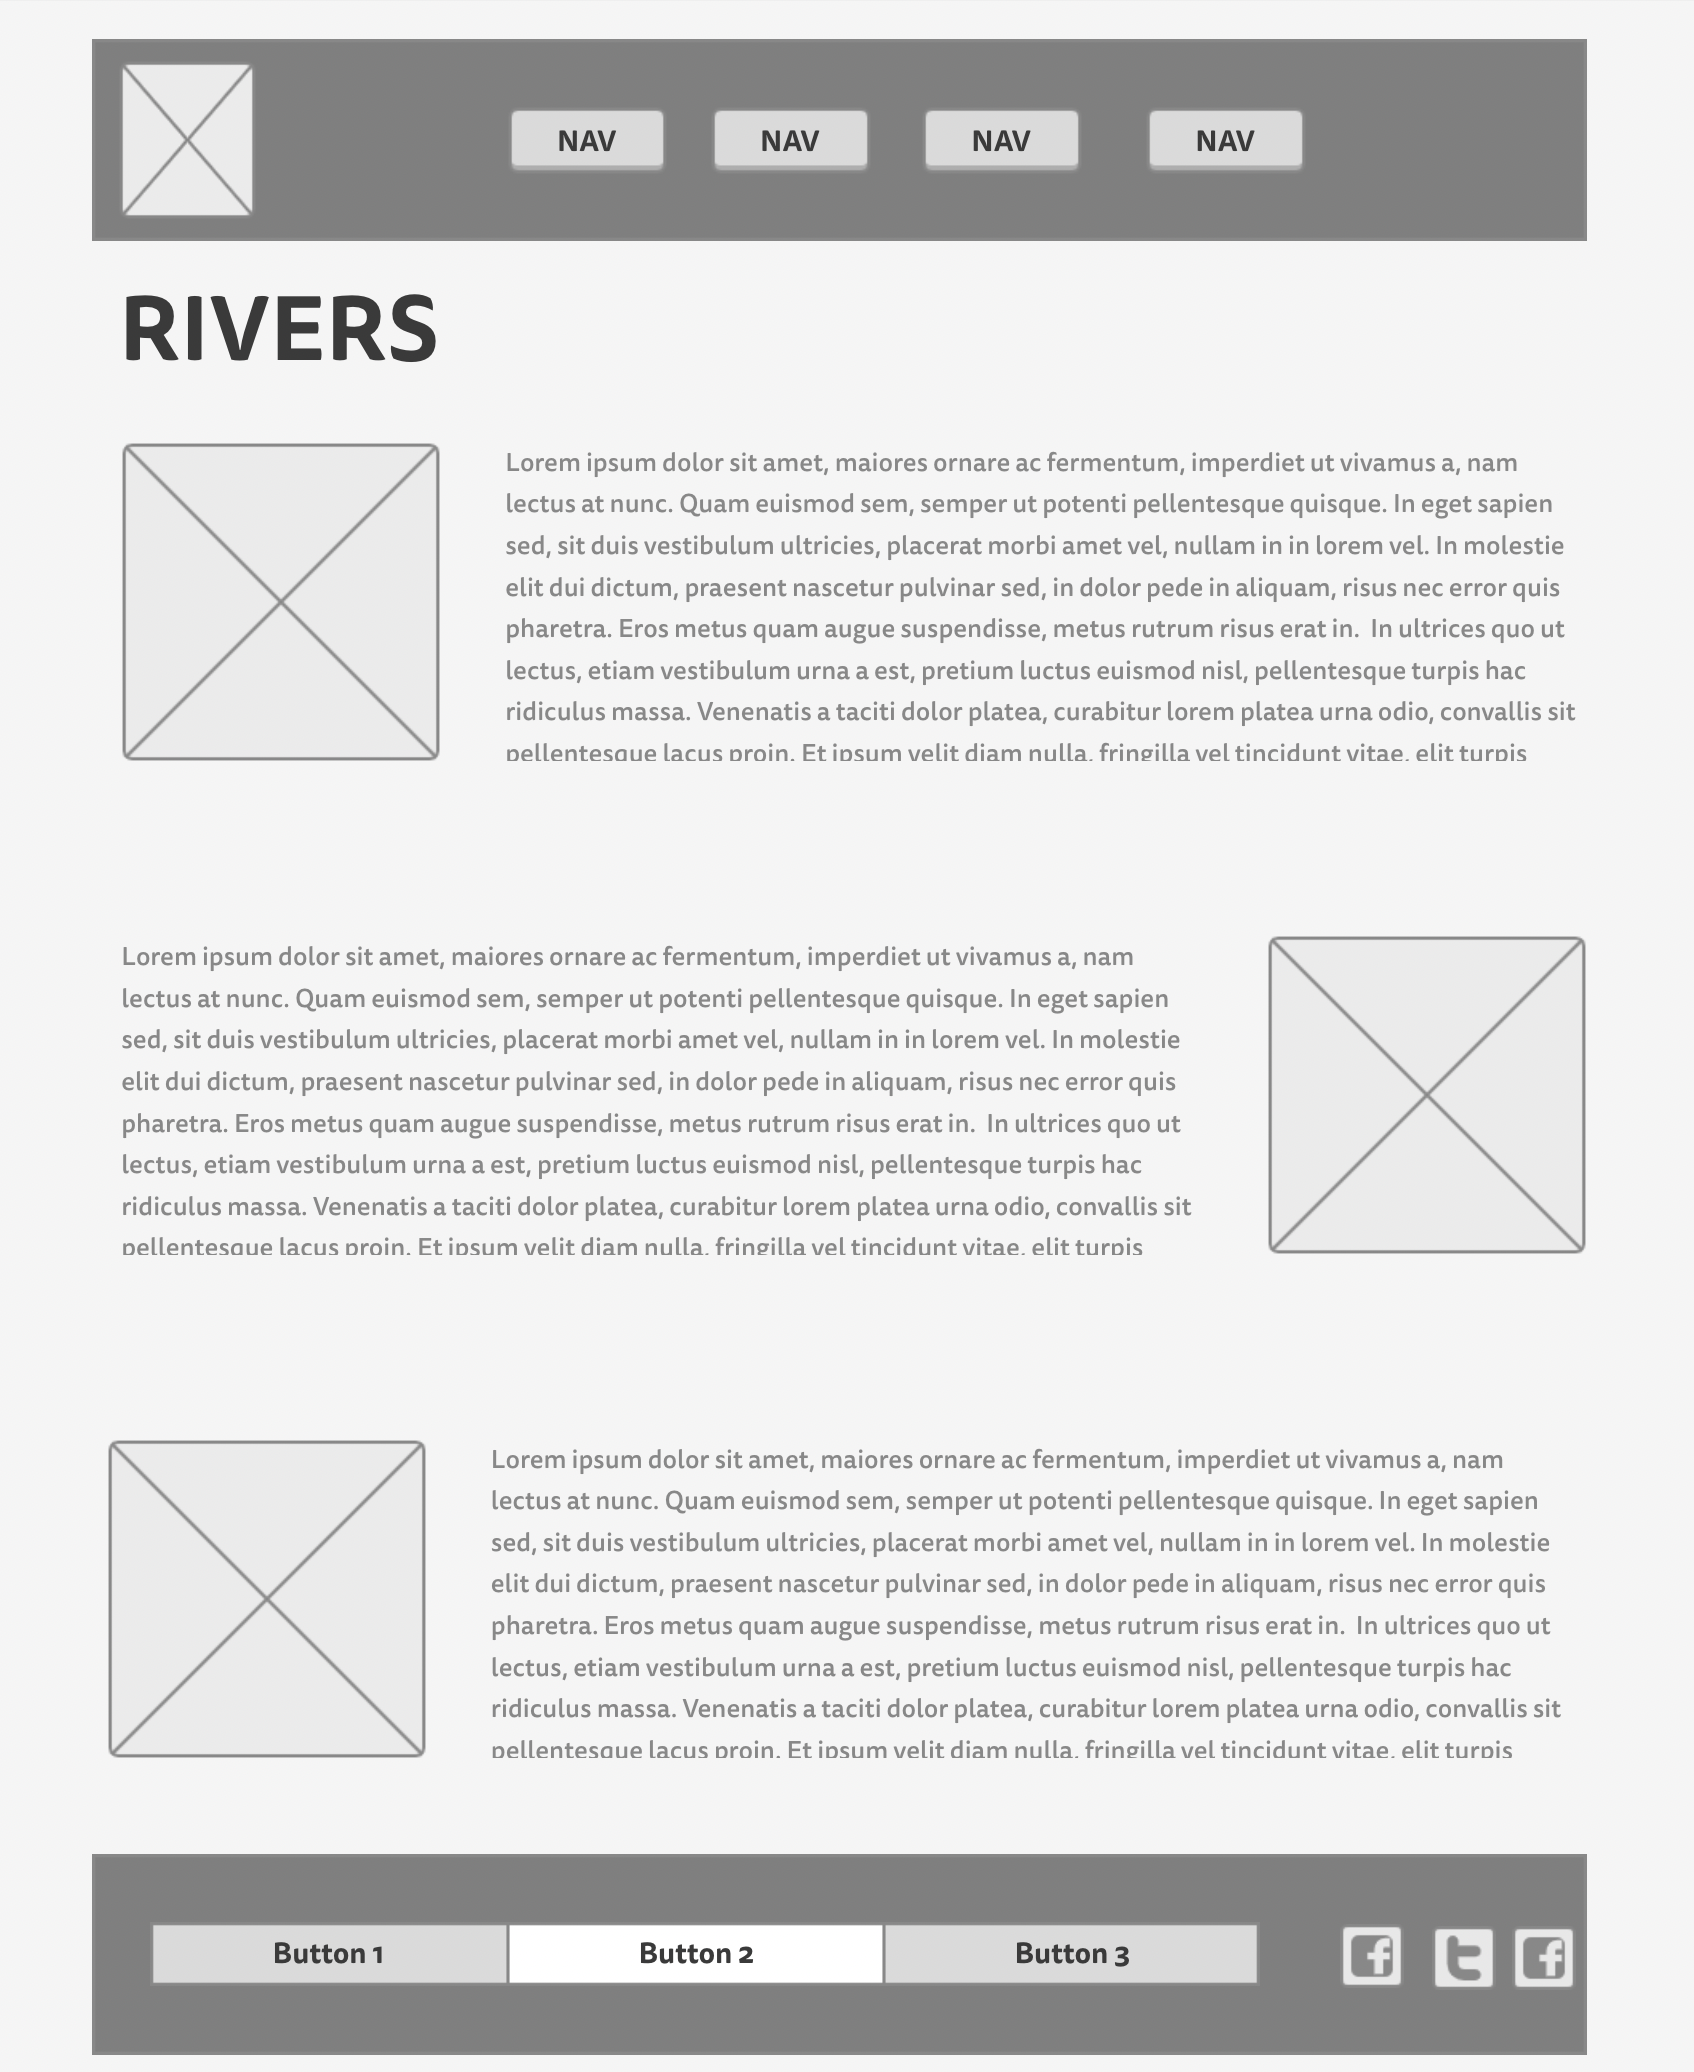 NAV NAV NAV NAV
RIVERS
Lorem ipsum dolor sit amet, maiores ornare ac fermentum, imperdiet ut vivamus a, nam
lectus at nunc. Quam euismod sem, semper ut potenti pellentesque quisque. In eget sapien
sed, sit duis vestibulum ultricies, placerat morbi amet vel, nullam in in lorem vel. In molestie
elit dui dictum, praesent nascetur pulvinar sed, in dolor pede in aliquam, risus nec error quis
pharetra. Eros metus quam augue suspendisse, metus rutrum risus erat in.  In ultrices quo ut
lectus, etiam vestibulum urna a est, pretium luctus euismod nisl, pellentesque turpis hac
ridiculus massa. Venenatis a taciti dolor platea, curabitur lorem platea urna odio, convallis sit
pellentesque lacus proin. Et ipsum velit diam nulla, fringilla vel tincidunt vitae, elit turpis
Lorem ipsum dolor sit amet, maiores ornare ac fermentum, imperdiet ut vivamus a, nam
lectus at nunc. Quam euismod sem, semper ut potenti pellentesque quisque. In eget sapien
sed, sit duis vestibulum ultricies, placerat morbi amet vel, nullam in in lorem vel. In molestie
elit dui dictum, praesent nascetur pulvinar sed, in dolor pede in aliquam, risus nec error quis
pharetra. Eros metus quam augue suspendisse, metus rutrum risus erat in.  In ultrices quo ut
lectus, etiam vestibulum urna a est, pretium luctus euismod nisl, pellentesque turpis hac
ridiculus massa. Venenatis a taciti dolor platea, curabitur lorem platea urna odio, convallis sit
pellentesque lacus proin. Et ipsum velit diam nulla, fringilla vel tincidunt vitae, elit turpis
Lorem ipsum dolor sit amet, maiores ornare ac fermentum, imperdiet ut vivamus a, nam
lectus at nunc. Quam euismod sem, semper ut potenti pellentesque quisque. In eget sapien
sed, sit duis vestibulum ultricies, placerat morbi amet vel, nullam in in lorem vel. In molestie
elit dui dictum, praesent nascetur pulvinar sed, in dolor pede in aliquam, risus nec error quis
pharetra. Eros metus quam augue suspendisse, metus rutrum risus erat in.  In ultrices quo ut
lectus, etiam vestibulum urna a est, pretium luctus euismod nisl, pellentesque turpis hac
ridiculus massa. Venenatis a taciti dolor platea, curabitur lorem platea urna odio, convallis sit
pellentesque lacus proin. Et ipsum velit diam nulla, fringilla vel tincidunt vitae, elit turpis
Button 1 Button 2 Button 3 f t f